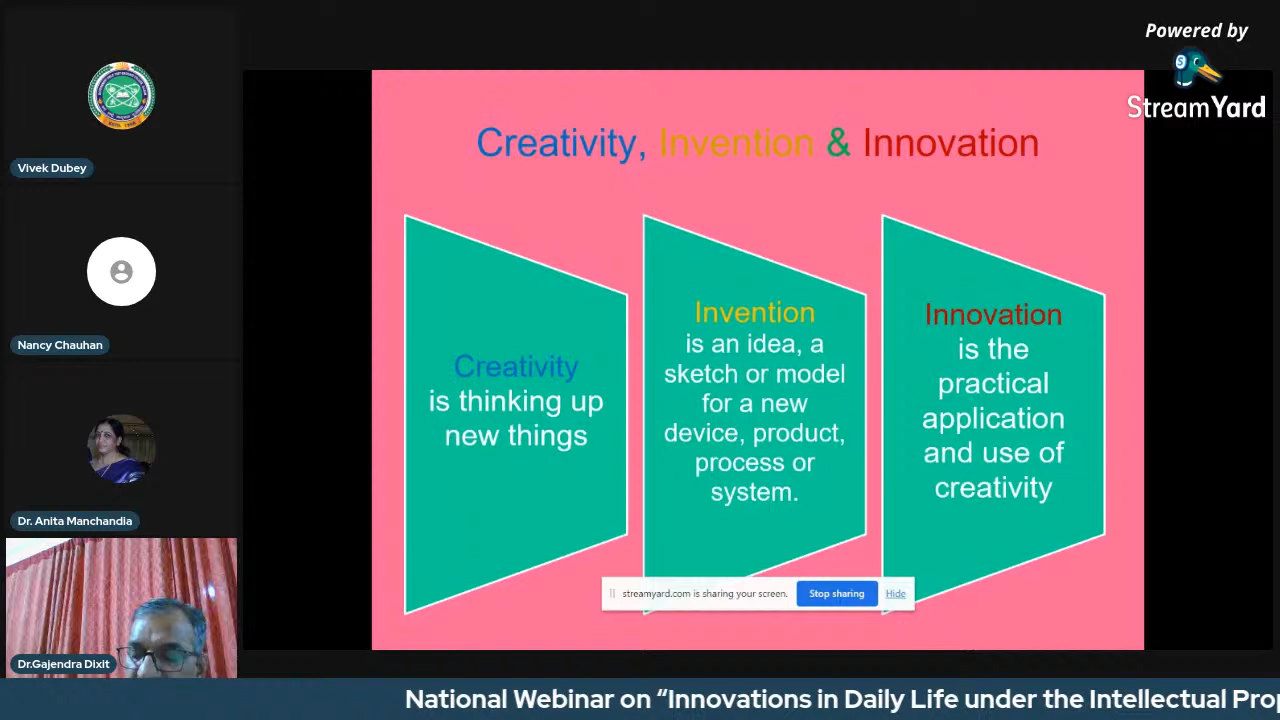 Powered by
StreamYard
Vivek Dubey
Nancy Chauhan
Dr. Anita Manchandia
Dr.Gajendra Dixit
Creativity, Invention & Innovation
Creativity
is thinking up
new things
Invention
is an idea, a
sketch or model
for a new
device, product,
process or
system.
Innovation
is the
practical
application
and use of
creativity
streamyard.com is sharing your screen.
Stop sharing
Hide
National Webinar on “Innovations in Daily Life under the Intellectual Prop